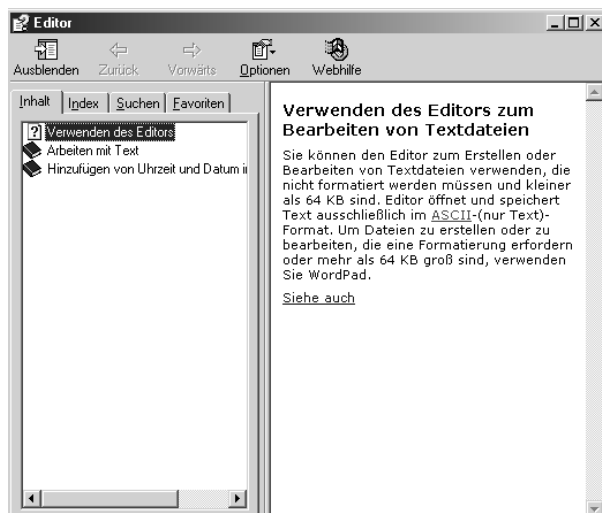 Editor
Ausblenden Zurück Vorwärts Optionen Webhilfe
Inhalt Index Suchen Favoriten
Verwenden des Editors
Arbeiten mit Text
Hinzufügen von Uhrzeit und Datum
Verwenden des Editors zum
Bearbeiten von Textdateien
Sie können den Editor zum Erstellen oder
Bearbeiten von Textdateien verwenden, die
nicht formatiert werden müssen und kleiner
als 64 KB sind. Editor öffnet und speichert
Text ausschließlich im ASCII-(nur Text)-
Format. Um Dateien zu erstellen oder zu
bearbeiten, die eine Formatierung erfordern
oder mehr als 64 KB groß sind, verwenden
Sie WordPad.
Siehe auch